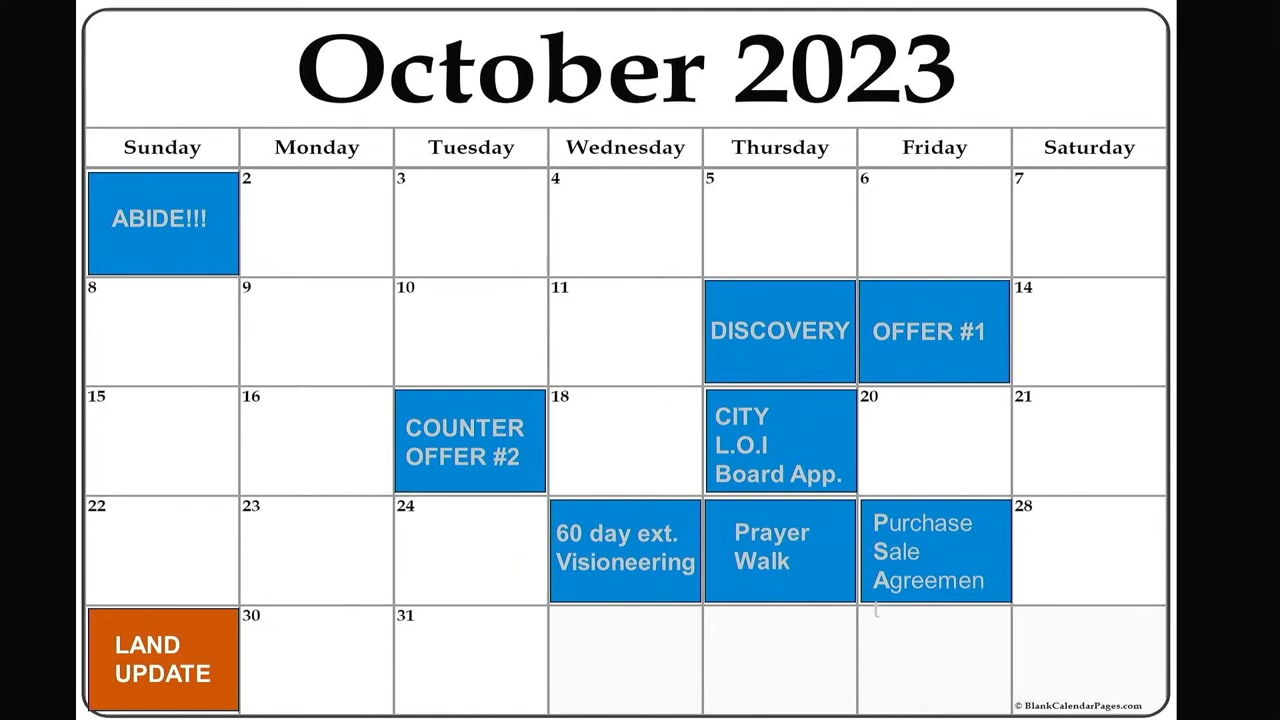 October 2023
Sunday Monday Tuesday Wednesday Thursday Friday Saturday
ABIDE!!! 2 3 4 5 6 7
8 9 10 11 DISCOVERY OFFER #1 14
15 16 COUNTER OFFER #2 18 CITY L.O.I Board App. 20 21
22 23 24 60 day ext. Visioneering Prayer Walk Purchase Sale Agreement 28
LAND UPDATE 30 31
© BlankCalendarPages.com